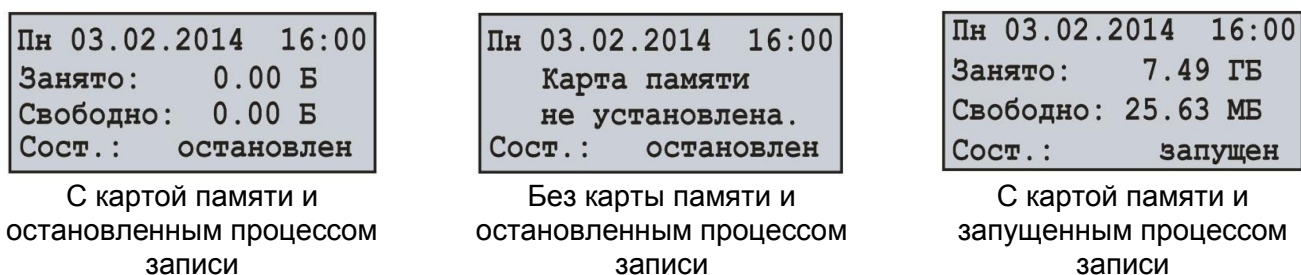 Пн 03.02.2014 16:00
Занято: 0.00 Б
Свободно: 0.00 Б
Сост.: остановлен
С картой памяти и
остановленным процессом
записи
Пн 03.02.2014 16:00
Карта памяти
не установлена.
Сост.: остановлен
Без карты памяти и
остановленным процессом
записи
Пн 03.02.2014 16:00
Занято: 7.49 ГБ
Свободно: 25.63 МБ
Сост.: запущен
С картой памяти и
запущенным процессом
записи